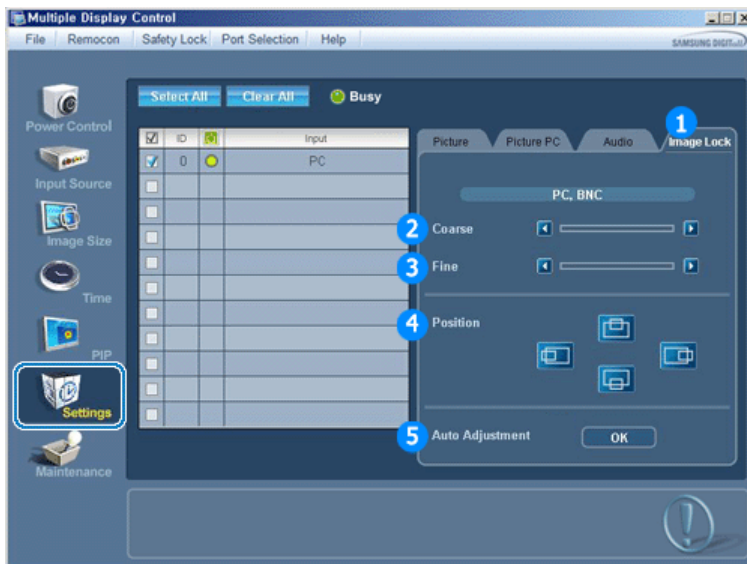 Multiple Display Control
File Remocon Safety Lock Port Selection Help
SAMSUNG DIGITall
Select All Clear All Busy
Power Control
Input Source
Image Size
Time
PIP
Settings
Maintenance
ID Input
0 PC
1
Picture Picture PC Audio Image Lock
PC, BNC
2 Coarse
3 Fine
4 Position
5 Auto Adjustment OK